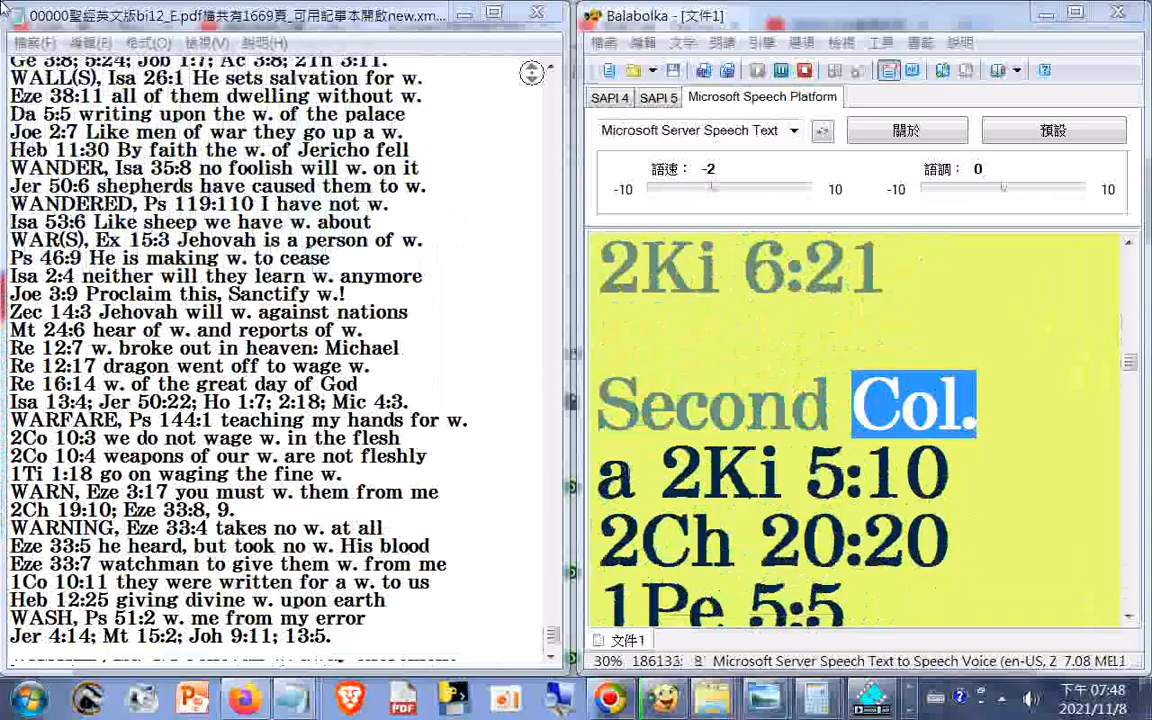 00000聖經英文版bi12_E.pdf檔共有1669頁_可用記事本開啟new.xm...
檔案(F) 編輯(E) 格式(O) 檢視(V) 說明(H)
Ge 3:8; 5:24; Job 1:7; Ac 3:8; 2Th 3:11.
WALL(S), Isa 26:1 He sets salvation for w.
Eze 38:11 all of them dwelling without w.
Da 5:5 writing upon the w. of the palace
Joe 2:7 Like men of war they go up a w.
Heb 11:30 By faith the w. of Jericho fell
WANDER, Isa 35:8 no foolish will w. on it
Jer 50:6 shepherds have caused them to w.
WANDERED, Ps 119:110 I have not w.
Isa 53:6 Like sheep we have w. about
WAR(S), Ex 15:3 Jehovah is a person of w.
Ps 46:9 He is making w. to cease
Isa 2:4 neither will they learn w. anymore
Joe 3:9 Proclaim this, Sanctify w.!
Zec 14:3 Jehovah will w. against nations
Mt 24:6 hear of w. and reports of w.
Re 12:7 w. broke out in heaven: Michael
Re 12:17 dragon went off to wage w.
Re 16:14 w. of the great day of God
Isa 13:4; Jer 50:22; Ho 1:7; 2:18; Mic 4:3.
WARFARE, Ps 144:1 teaching my hands for w.
2Co 10:3 we do not wage w. in the flesh
2Co 10:4 weapons of our w. are not fleshly
1Ti 1:18 go on waging the fine w.
WARN, Eze 3:17 you must w. them from me
2Ch 19:10; Eze 33:8, 9.
WARNING, Eze 33:4 takes no w. at all
Eze 33:5 he heard, but took no w. His blood
Eze 33:7 watchman to give them w. from me
1Co 10:11 they were written for a w. to us
Heb 12:25 giving divine w. upon earth
WASH, Ps 51:2 w. me from my error
Jer 4:14; Mt 15:2; Joh 9:11; 13:5.
Balabolka - [文件1]
檔案 編輯 文字 閱讀 引擎 選項 檢視 工具 書籤 說明
SAPI 4 SAPI 5 Microsoft Speech Platform
Microsoft Server Speech Text 關於 預設
語速: -2 語調: 0
-10 10 -10 10
2Ki 6:21
Second Col.
a 2Ki 5:10
2Ch 20:20
1Pe 5:5
文件1
30% Microsoft Server Speech Text to Speech Voice (en-US, Z 7.08 ME
PDF
下午 07:48
2021/11/8